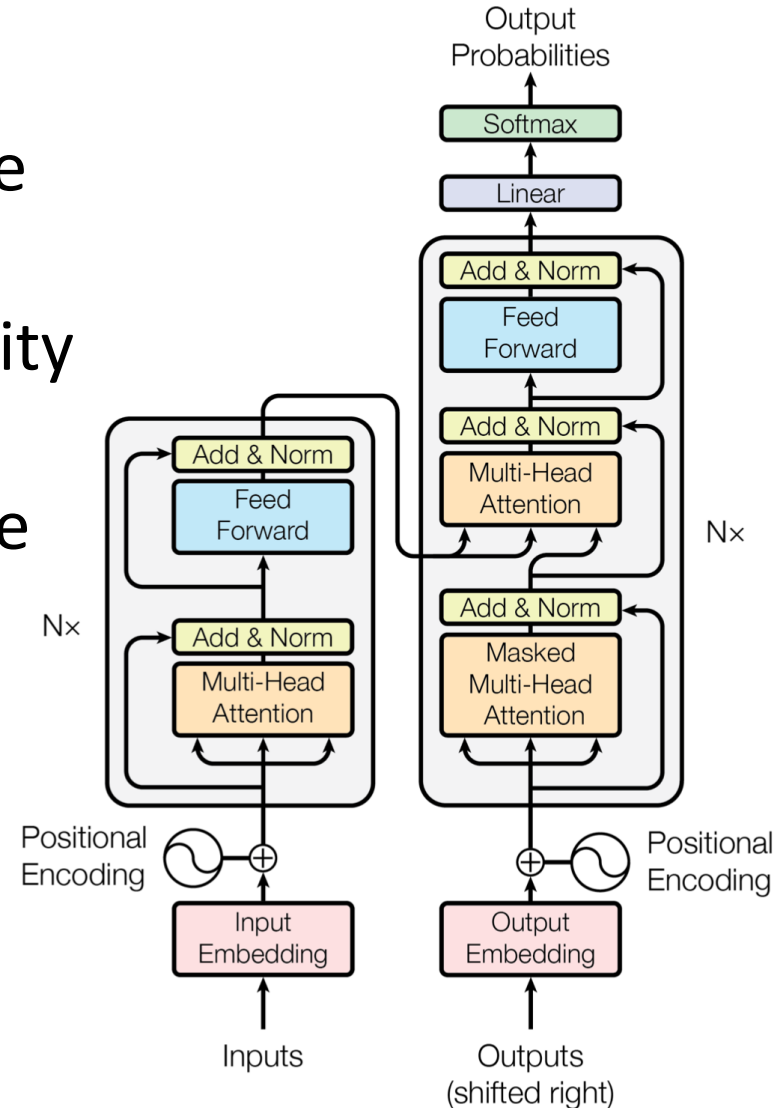 Output
Probabilities
Softmax
Linear
Add & Norm
Feed
Forward
Add & Norm
Multi-Head
Attention
Add & Norm
Masked
Multi-Head
Attention
Nx
Add & Norm
Feed
Forward
Add & Norm
Multi-Head
Attention
Nx
Positional
Encoding
Positional
Encoding
Input
Embedding
Output
Embedding
Inputs
Outputs
(shifted right)
e
ity
e